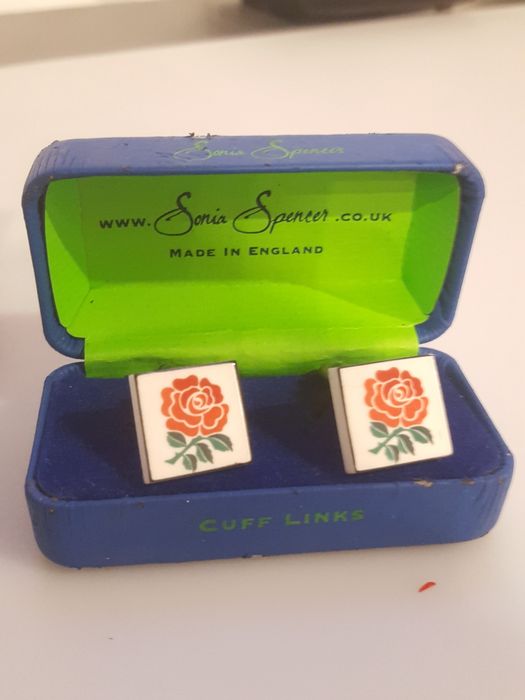 Sonia Spencer
www.Sonia Spencer.co.uk
Made In England
Cuff Links